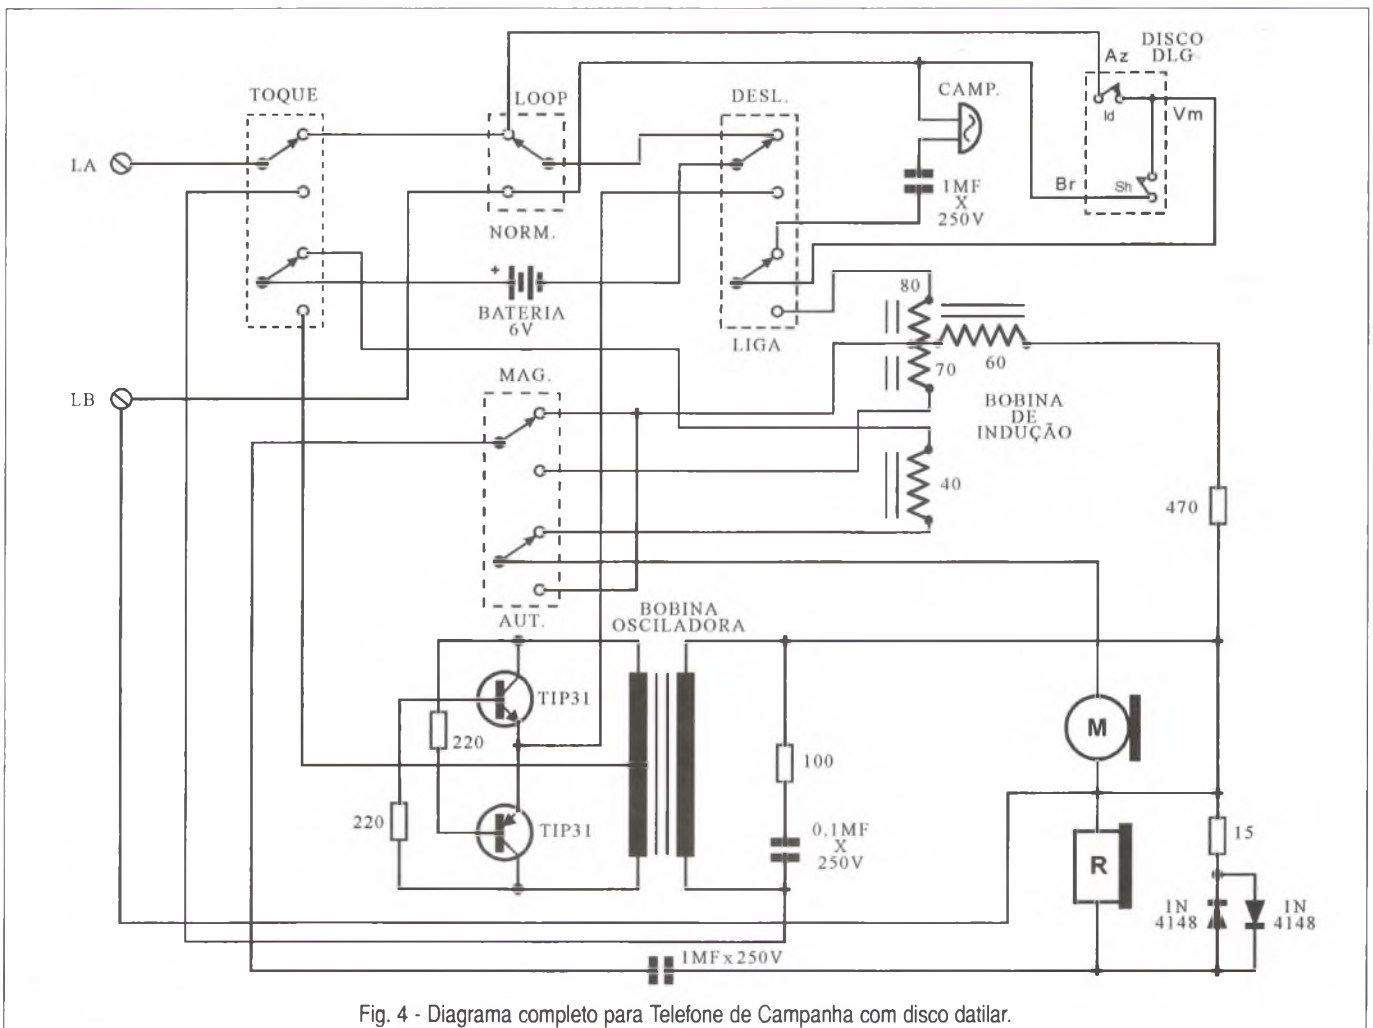 DISCO
DLG
Az
TOQUE
LOOP
DESL.
CAMP.
Id
Vm
LA
Br
Sh
1MF
X
250V
NORM.
+
BATERIA
6V
80
LIGA
70
60
LB
MAG.
BOBINA
DE
INDUÇÃO
40
470
AUT.
BOBINA
OSCILADORA
TIP31
220
M
100
220
TIP31
0,1MF
X
250V
15
R
1N
4148
1N
4148
1MFx250V
Fig. 4 - Diagrama completo para Telefone de Campanha com disco datilar.